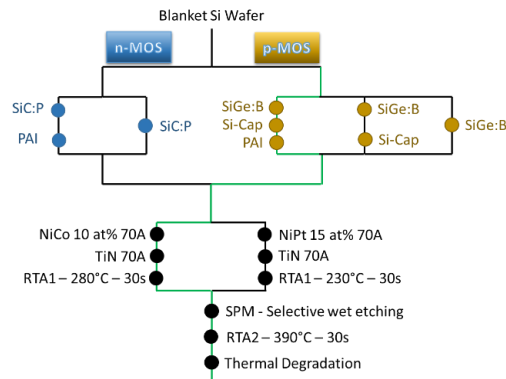 Blanket Si Wafer
n-MOS
p-MOS
SiC:P
PAI
SiC:P
SiGe:B
Si-Cap
PAI
SiGe:B
Si-Cap
SiGe:B
NiCo 10 at% 70A
TiN 70A
RTA1 – 280°C – 30s
NiPt 15 at% 70A
TiN 70A
RTA1 – 230°C – 30s
SPM - Selective wet etching
RTA2 – 390°C – 30s
Thermal Degradation